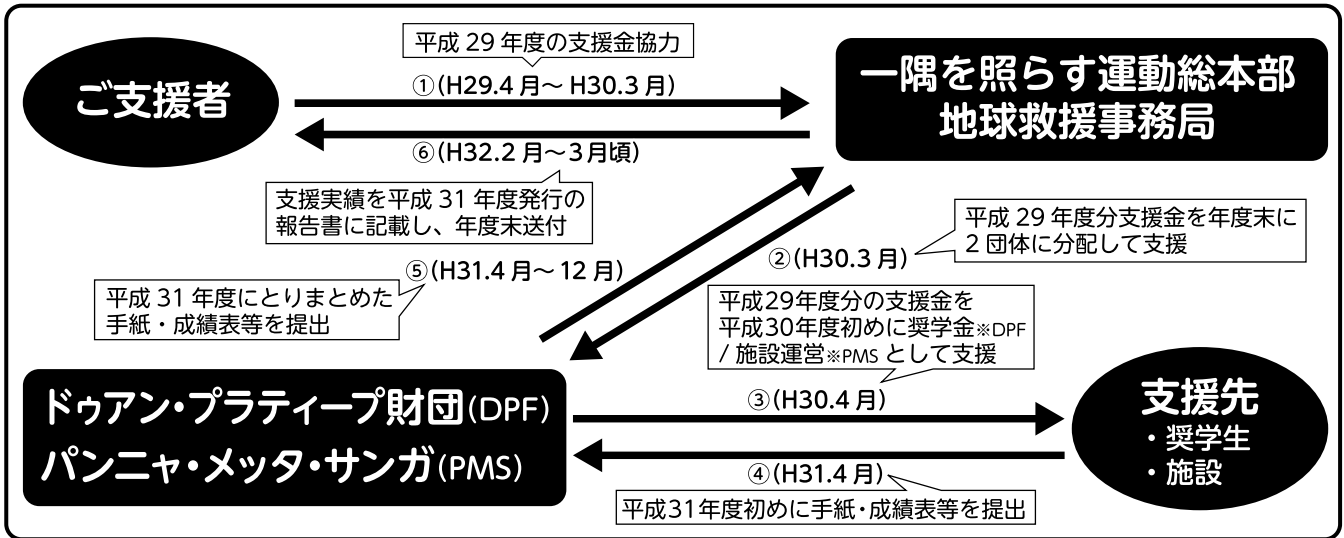 平成 29 年度の支援金協力
ご支援者
①(H29.4 月～ H30.3 月)
一隅を照らす運動総本部
地球救援事務局
⑥(H32.2 月～ 3 月頃)
支援実績を平成 31 年度発行の
報告書に記載し、年度末送付
平成 29 年度分支援金を年度末に
2 団体に分配して支援
②(H30.3 月)
⑤(H31.4 月～ 12 月)
平成 31 年度にとりまとめた
手紙・成績表等を提出
平成29年度分の支援金を
平成30年度初めに奨学金※DPF
/ 施設運営※PMS として支援
ドゥアン・プラティープ財団(DPF)
パンニャ・メッタ・サンガ(PMS)
③(H30.4 月)
支援先
・奨学生
・施設
④(H31.4 月)
平成31年度初めに手紙・成績表等を提出